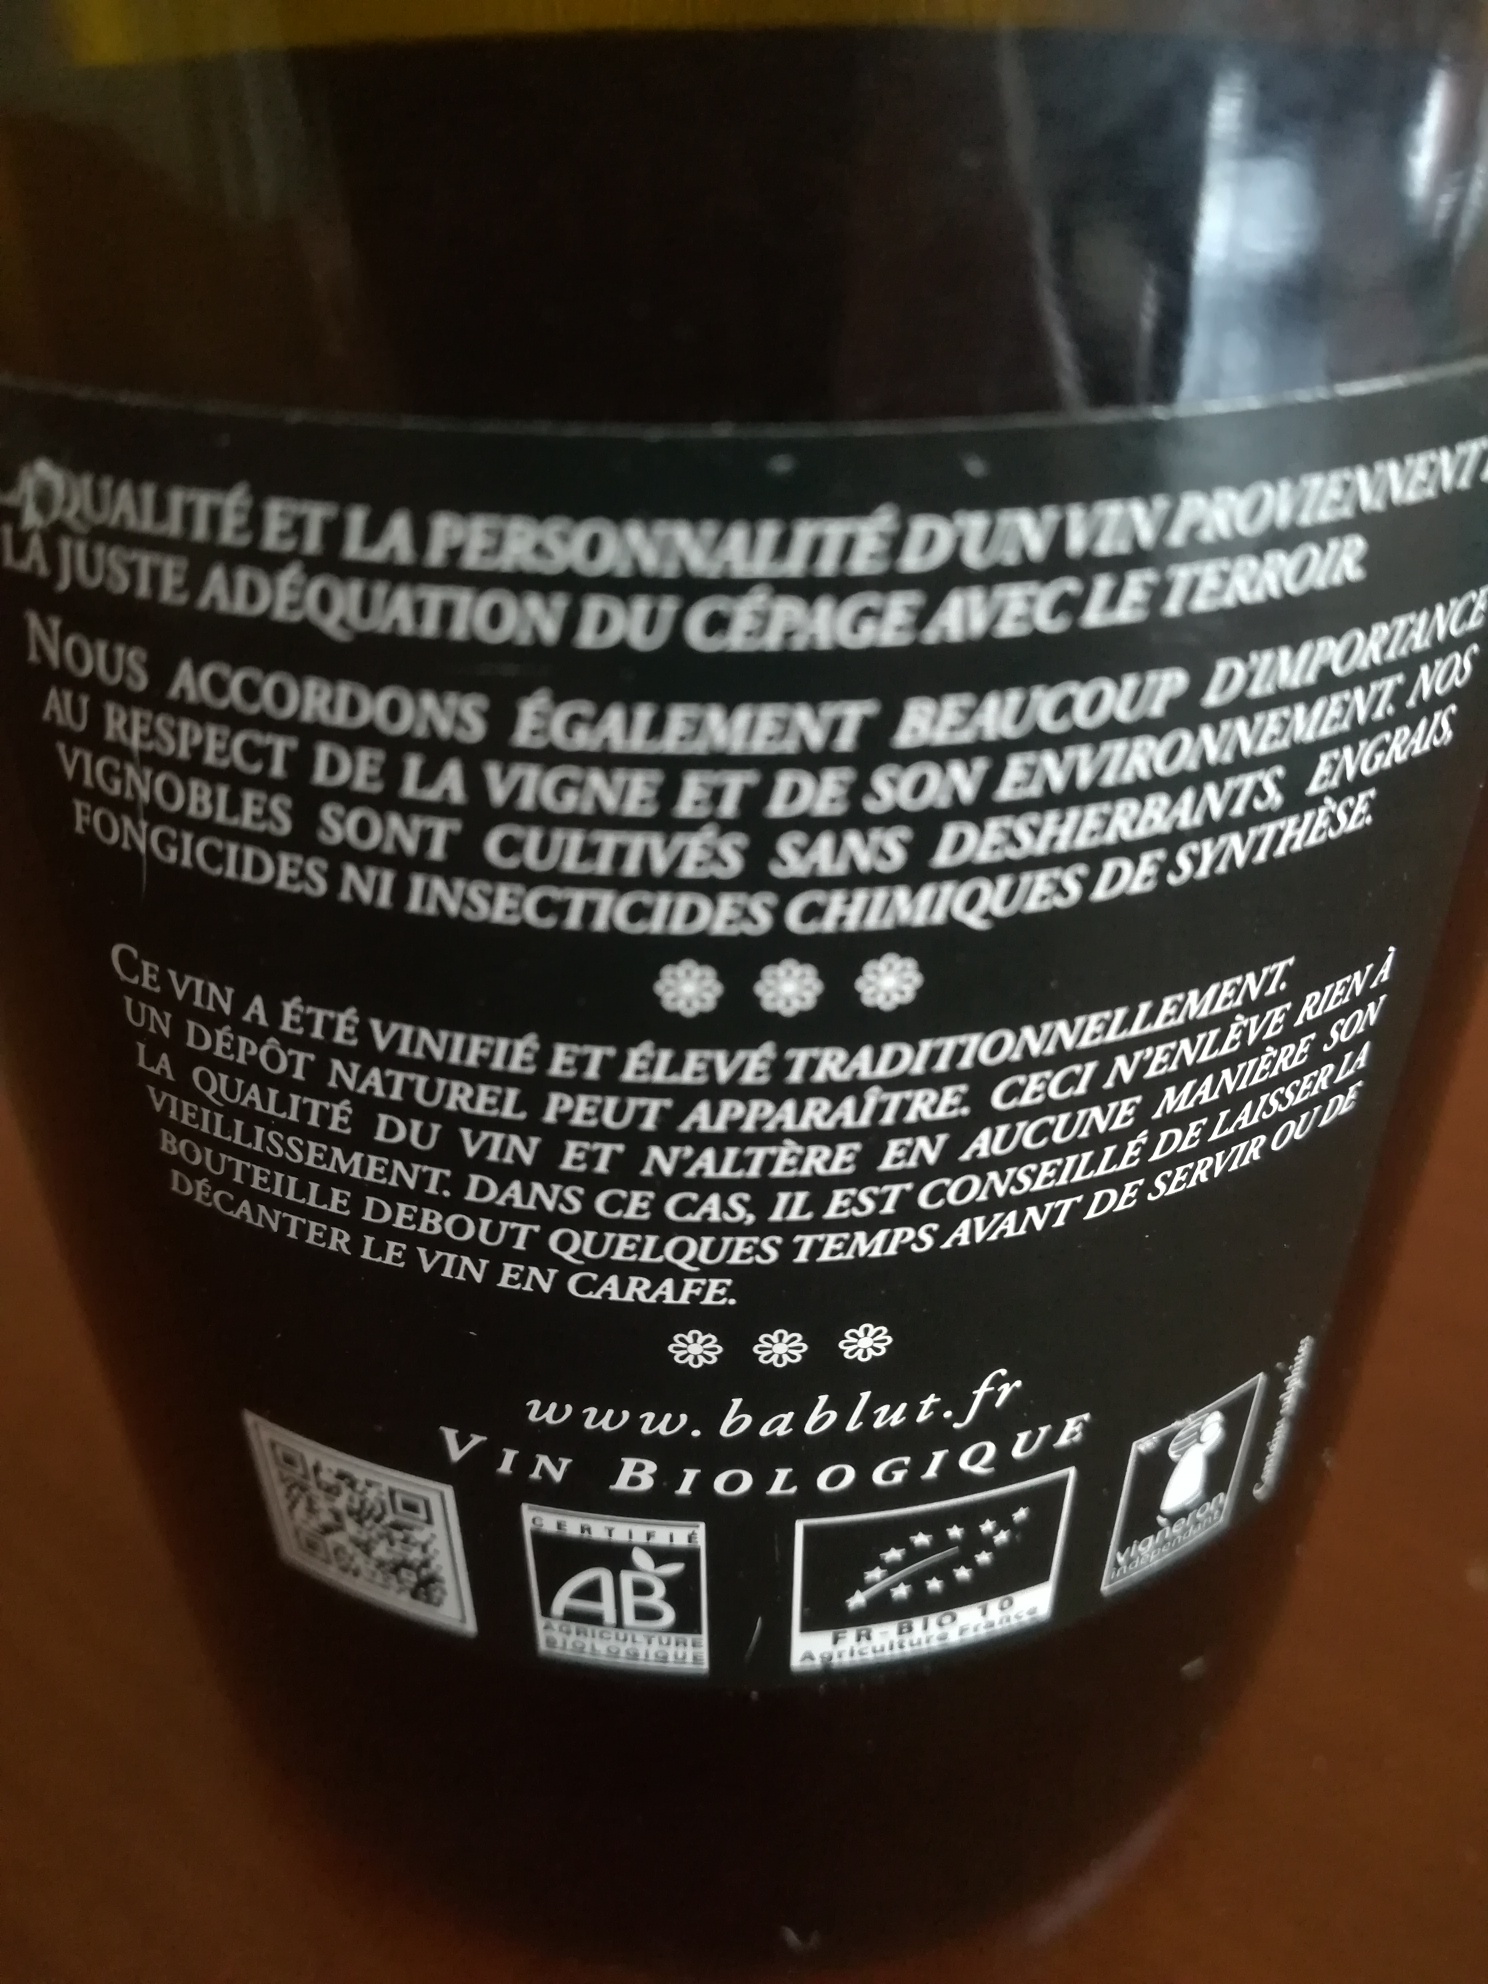 QUALITÉ ET LA PERSONNALITÉ D'UN VIN PROVIENNENT
LA JUSTE ADÉQUATION DU CÉPAGE AVEC LE TERROIR
NOUS ACCORDONS ÉGALEMENT BEAUCOUP D'IMPORTANCE
AU RESPECT DE LA VIGNE ET DE SON ENVIRONNEMENT. NOS
VIGNOBLES SONT CULTIVÉS SANS DESHERBANTS, ENGRAIS,
FONGICIDES NI INSECTICIDES CHIMIQUES DE SYNTHÈSE.
CE VIN A ÉTÉ VINIFIÉ ET ÉLEVÉ TRADITIONNELLEMENT.
UN DÉPÔT NATUREL PEUT APPARAÎTRE. CECI N'ENLÈVE RIEN À
LA QUALITÉ DU VIN ET N'ALTÈRE EN AUCUNE MANIÈRE SON
VIEILLISSEMENT. DANS CE CAS, IL EST CONSEILLÉ DE LAISSER LA
BOUTEILLE DEBOUT QUELQUES TEMPS AVANT DE SERVIR OU DE
DÉCANTER LE VIN EN CARAFE.
www.bablut.fr
VIN BIOLOGIQUE
CERTIFIÉ
AB
AGRICULTURE
BIOLOGIQUE
FR-BIO 10
Agriculture France
vigneron
indépendant
Contains sulphites